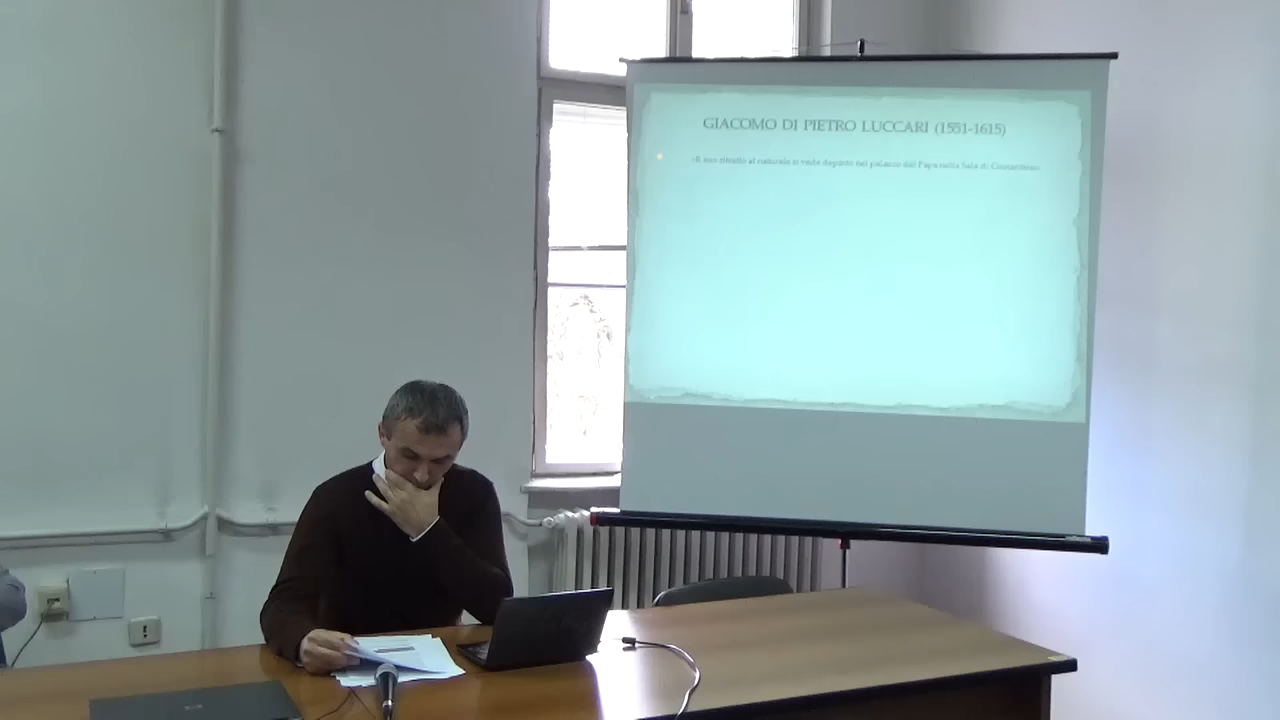 GIACOMO DI PIETRO LUCCARI (1551-1615)
«Il suo ritratto al naturale si vede depinto nel palazzo del Papa nella Sala di Costantino»